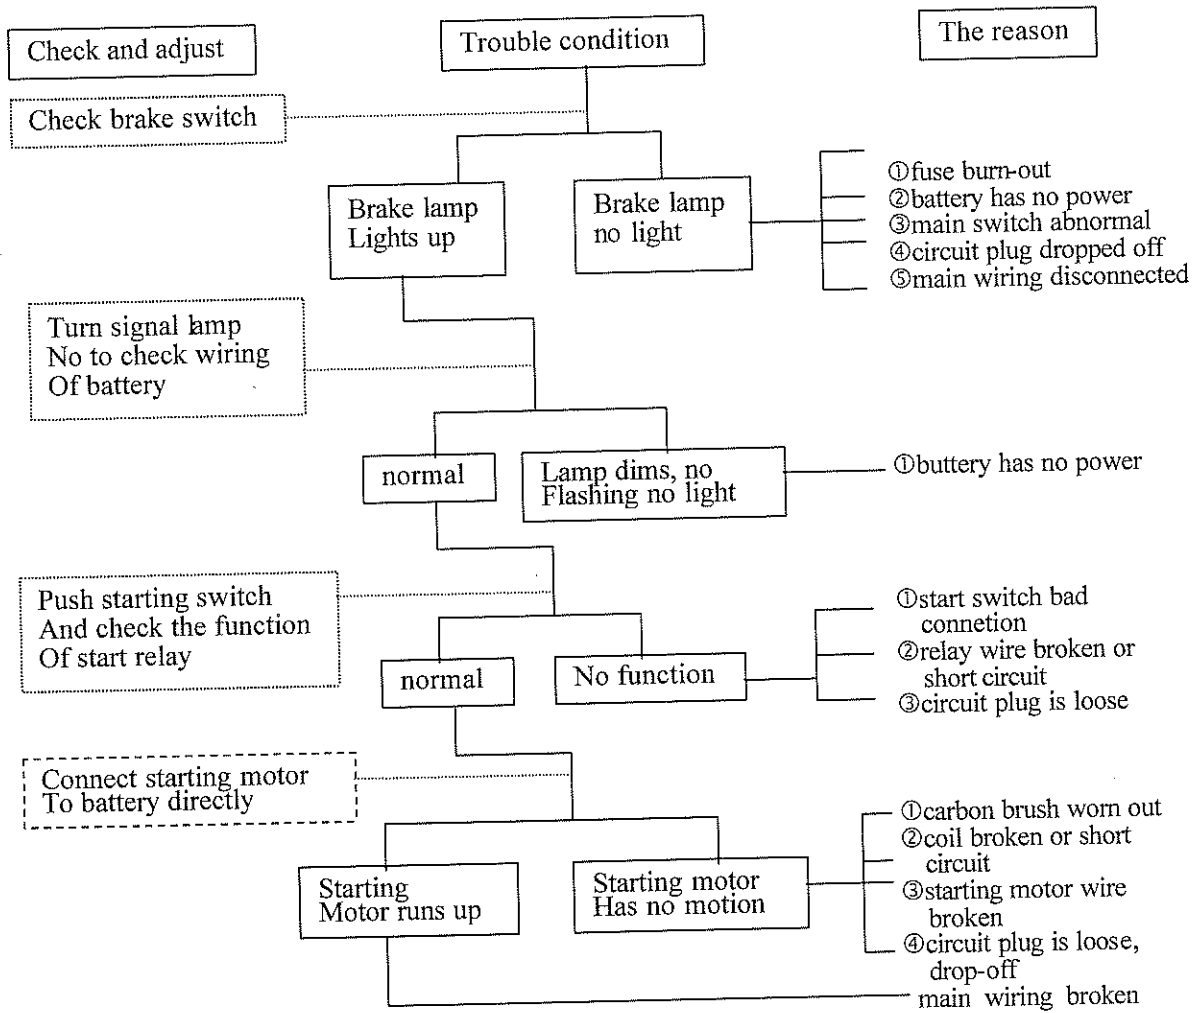 Check and adjust
Trouble condition
The reason
Check brake switch
Brake lamp
Lights up
Brake lamp
no light
①fuse burn-out
②battery has no power
③main switch abnormal
④circuit plug dropped off
⑤main wiring disconnected
Turn signal lamp
No to check wiring
Of battery
normal
Lamp dims, no
Flashing no light
①buttery has no power
Push starting switch
And check the function
Of start relay
normal
No function
①start switch bad
connetion
②relay wire broken or
short circuit
③circuit plug is loose
Connect starting motor
To battery directly
Starting
Motor runs up
Starting motor
Has no motion
①carbon brush worn out
②coil broken or short
circuit
③starting motor wire
broken
④circuit plug is loose,
drop-off
main wiring broken